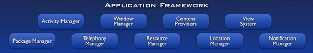 APPLICATION FRAMEWORK
Activity Manager
Window
Manager
Content
Providers
View
System
Package Manager
Telephony
Manager
Resource
Manager
Location
Manager
Notification
Manager